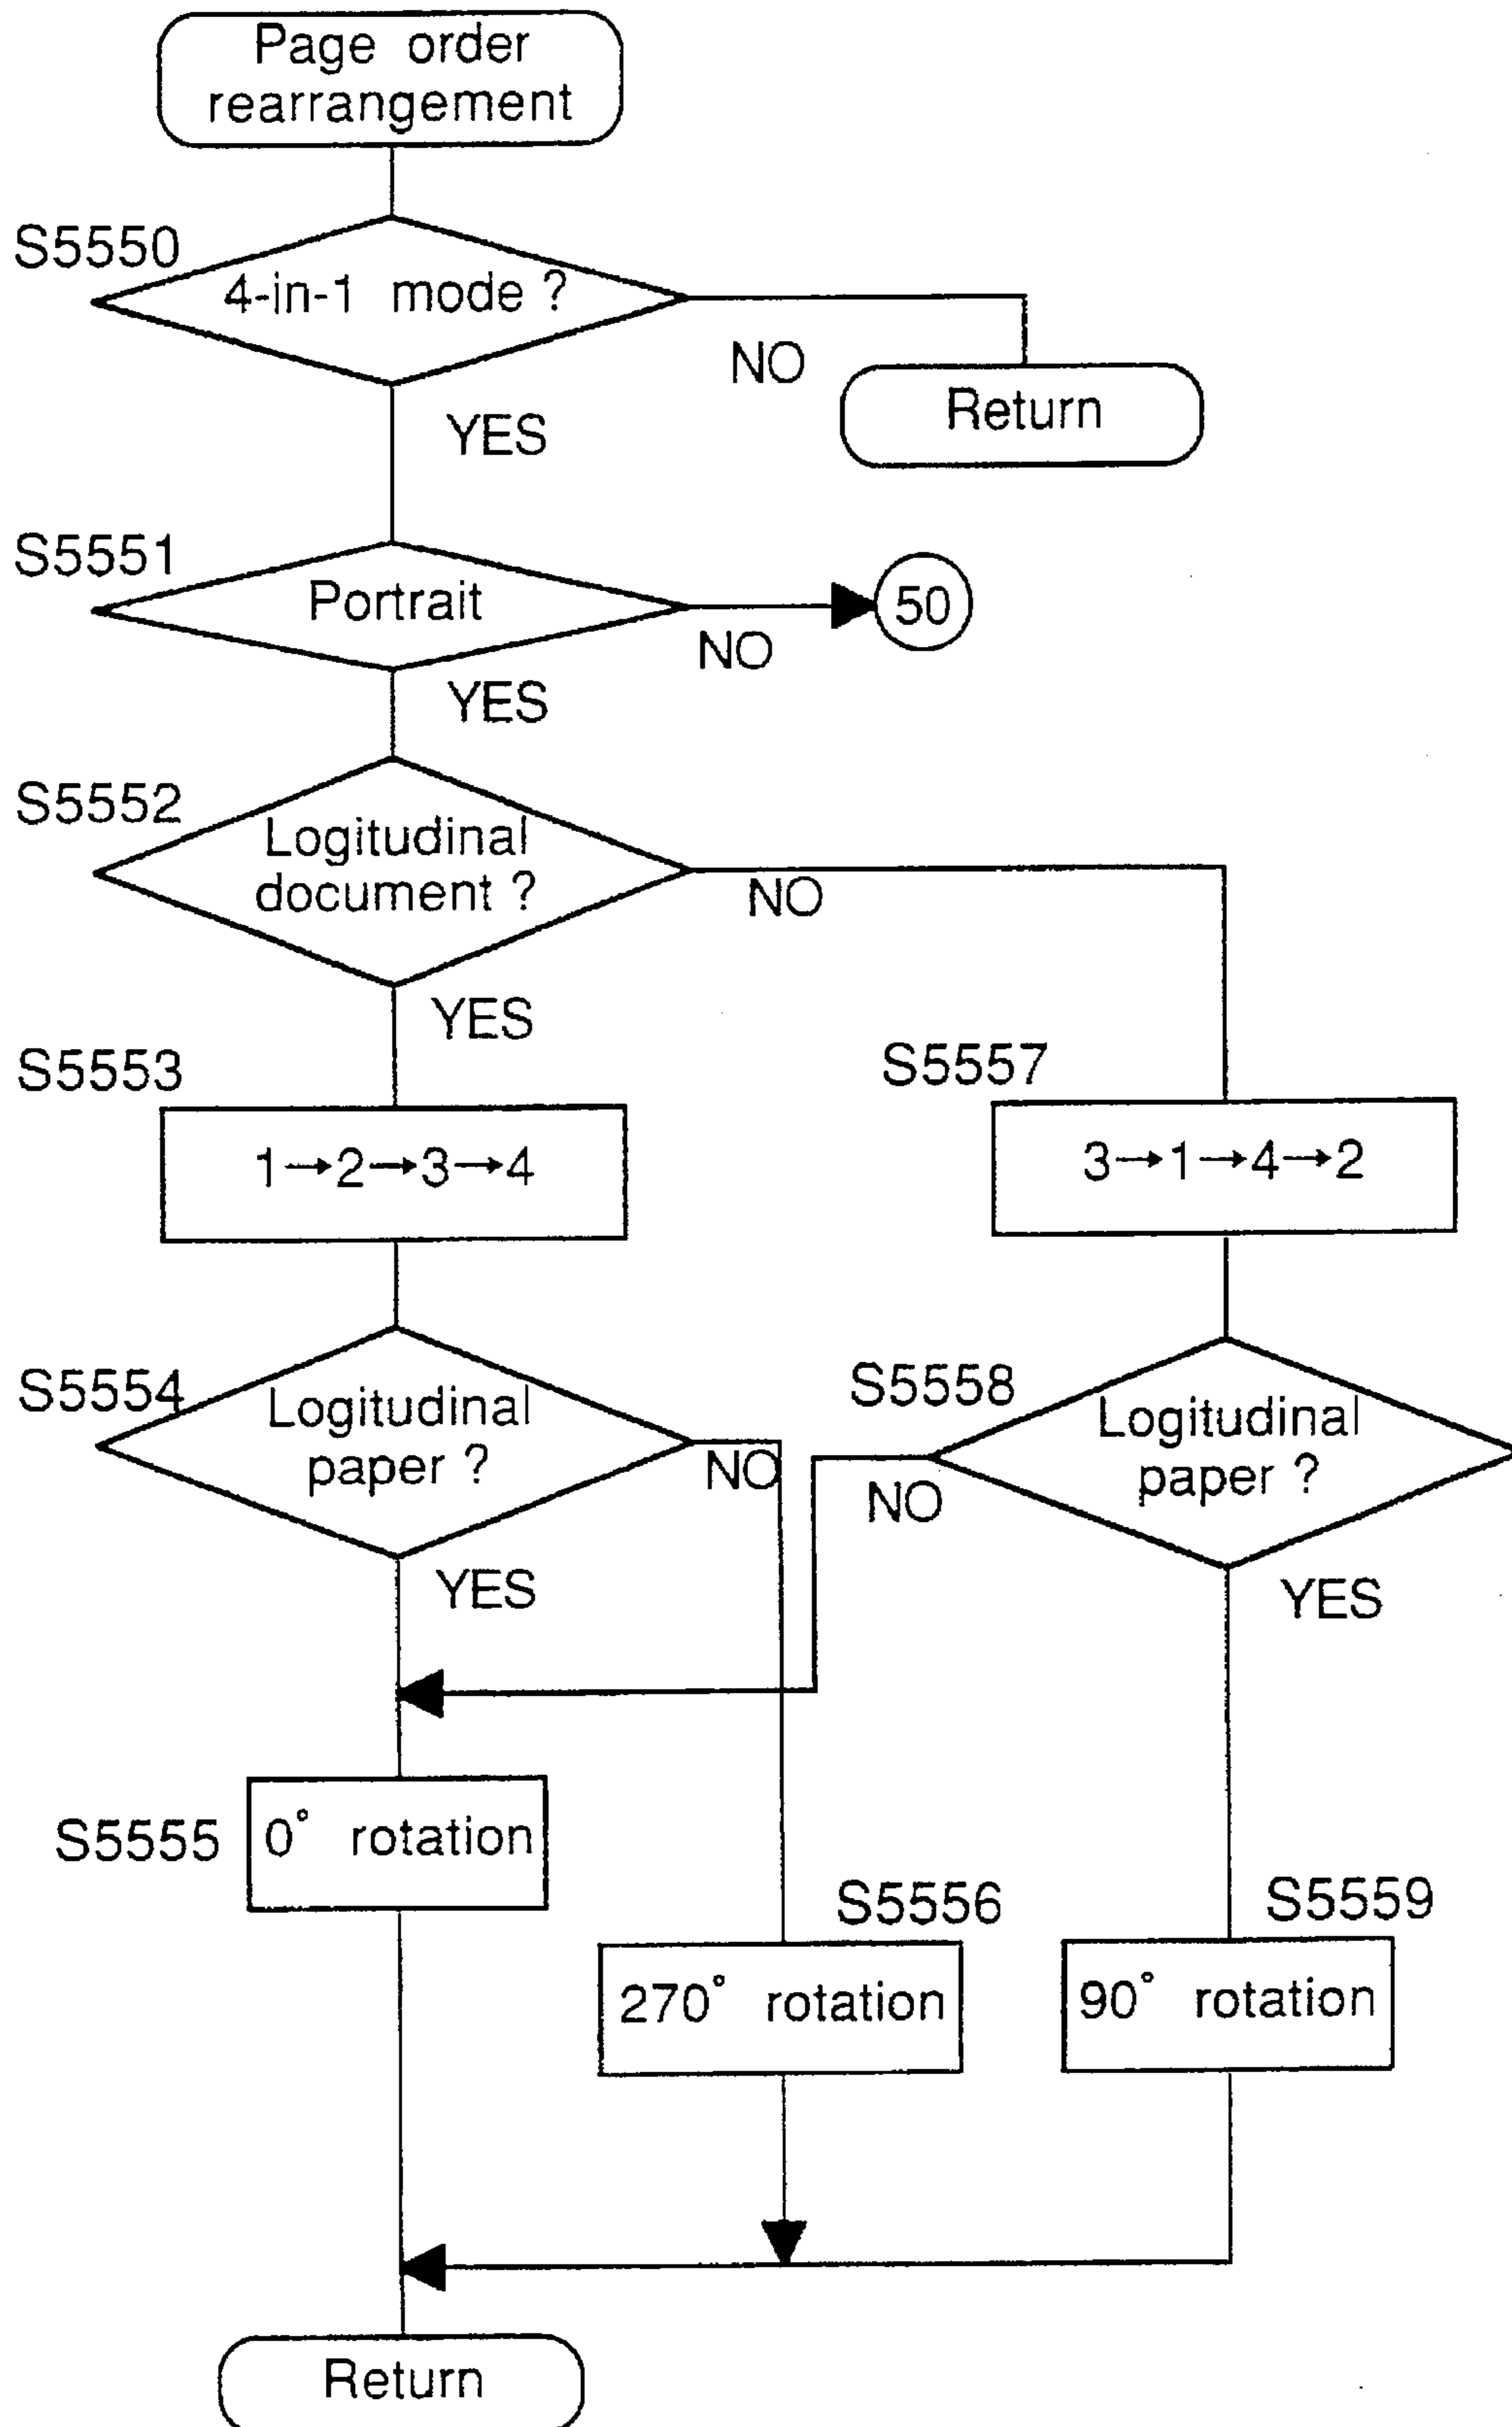 Page order
rearrangement
S5550
4-in-1 mode ?
NO
Return
YES
S5551
Portrait
50
NO
YES
S5552
Logitudinal
document ?
NO
YES
S5553
S5557
1→2→3→4
3→1→4→2
S5554
Logitudinal
paper ?
NO
S5558
Logitudinal
paper ?
NO
YES
YES
S5555
0° rotation
S5556
S5559
270° rotation
90° rotation
Return